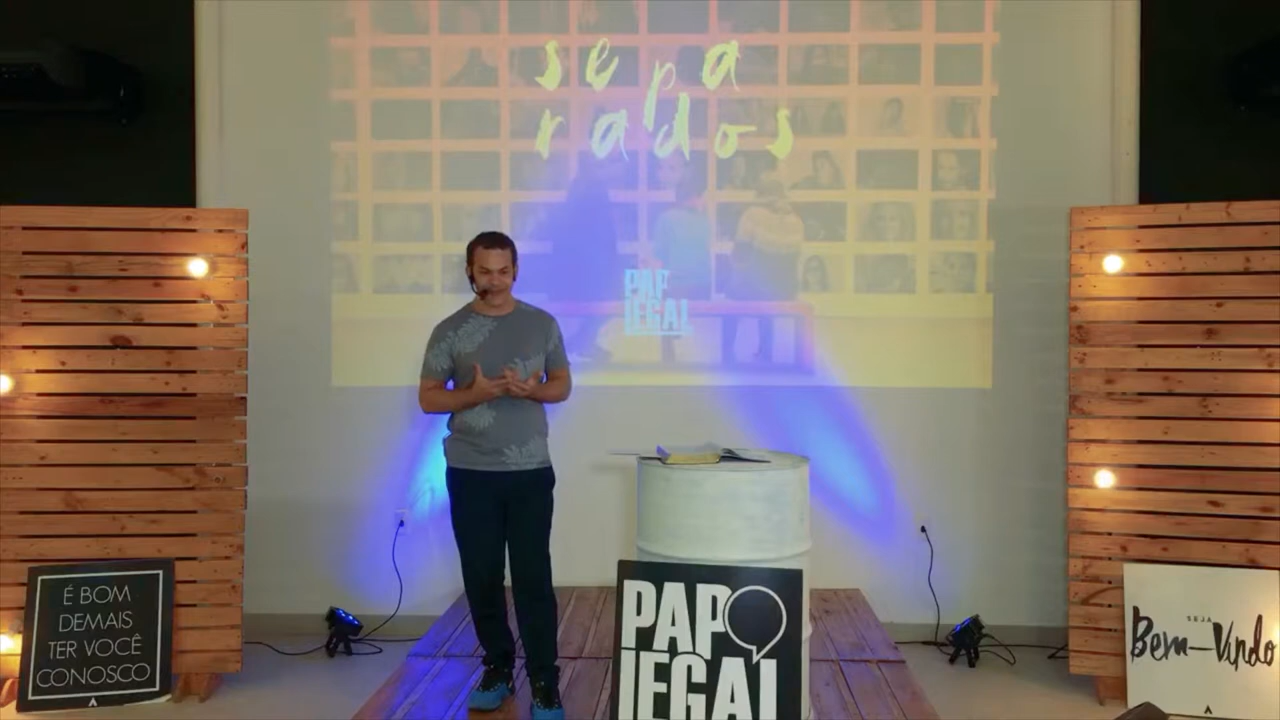 sepa
rados
PAPO
LEGAL
É BOM
DEMAIS
TER VOCÊ
CONOSCO
PAPO
LEGAL
SEJA
Bem-Vindo